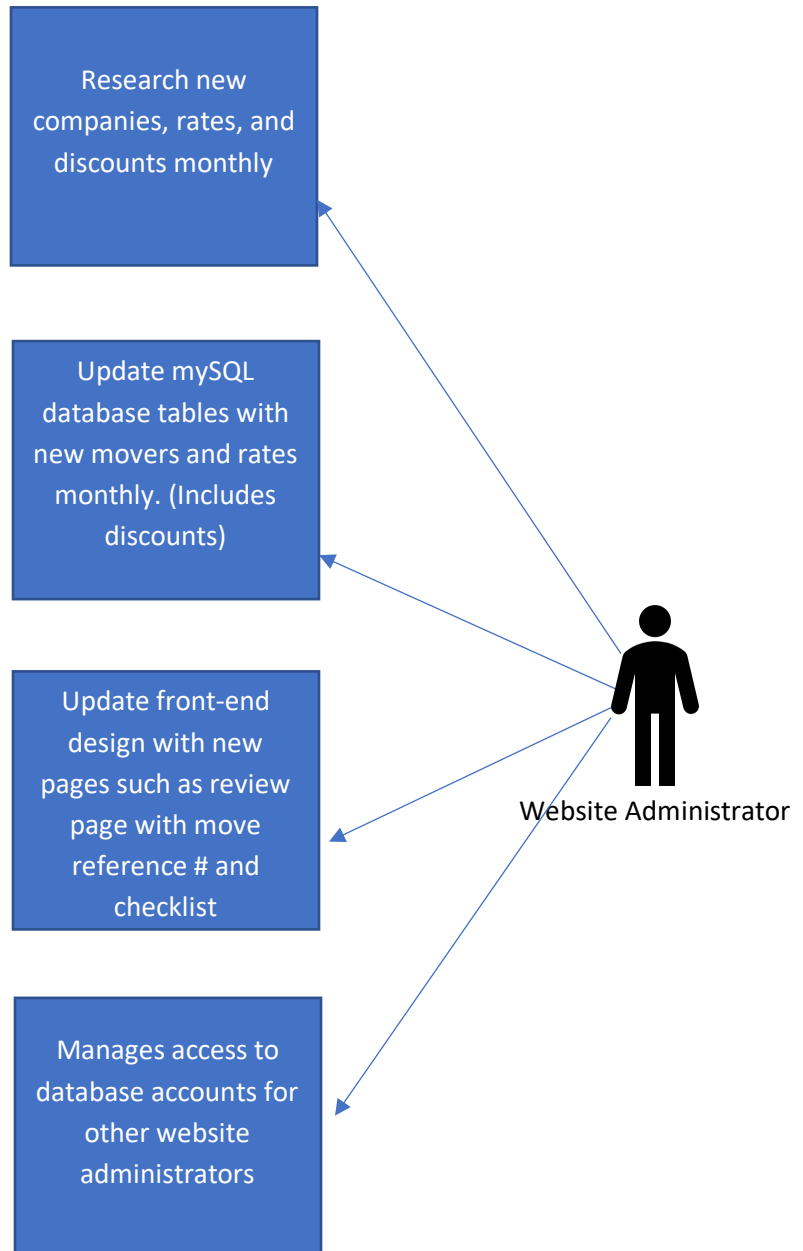 Research new
companies, rates, and
discounts monthly
Update mySQL
database tables with
new movers and rates
monthly. (Includes
discounts)
Update front-end
design with new
pages such as review
page with move
reference # and
checklist
Website Administrator
Manages access to
database accounts for
other website
administrators